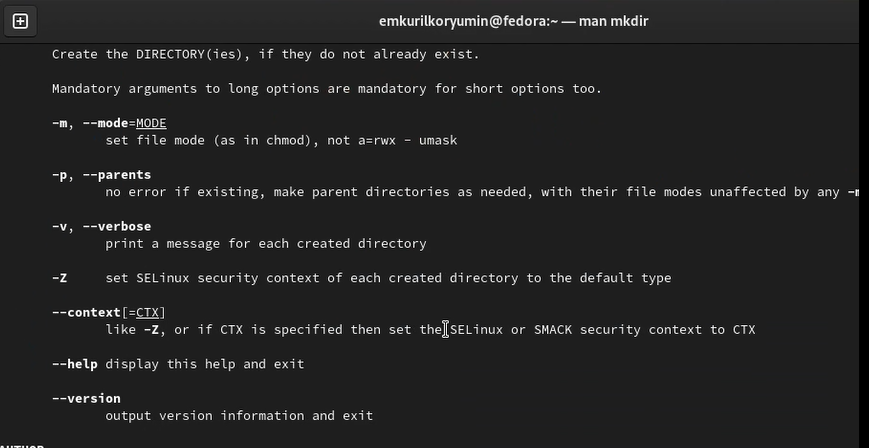 emkurilkoryumin@fedora:~ — man mkdir
Create the DIRECTORY(ies), if they do not already exist.
Mandatory arguments to long options are mandatory for short options too.
-m, --mode=MODE
set file mode (as in chmod), not a=rwx - umask
-p, --parents
no error if existing, make parent directories as needed, with their file modes unaffected by any
-v, --verbose
print a message for each created directory
-Z set SELinux security context of each created directory to the default type
--context[=CTX]
like -Z, or if CTX is specified then set the SELinux or SMACK security context to CTX
--help display this help and exit
--version
output version information and exit